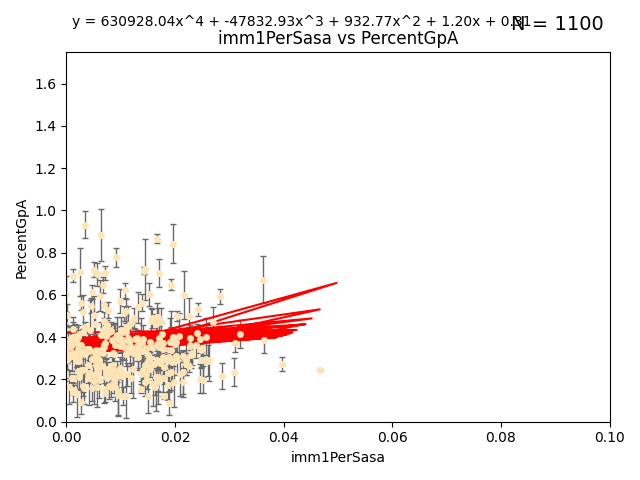 y = 630928.04x^4 + -47832.93x^3 + 932.77x^2 + 1.20x + 0.31
N = 1100
imm1PerSasa vs PercentGpA
1.6
1.4
1.2
1.0
0.8
0.6
0.4
0.2
0.0
PercentGpA
0.00 0.02 0.04 0.06 0.08 0.10
imm1PerSasa